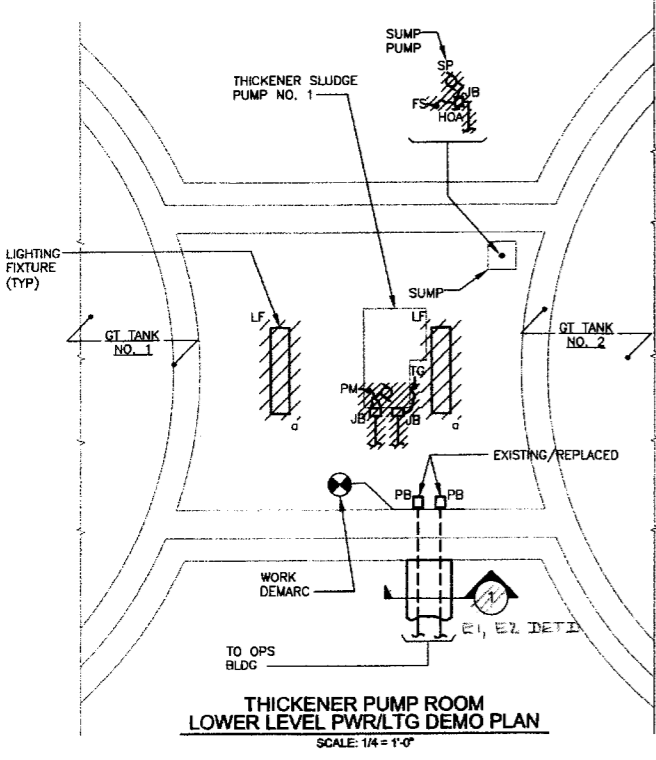 SUMP
PUMP
SP
JB
FS
HOA
THICKENER SLUDGE
PUMP NO. 1
LIGHTING
FIXTURE
(TYP)
SUMP
LF
LF
GT TANK
NO. 1
GT TANK
NO. 2
TG
PM
JB
JB
a
a
EXISTING/REPLACED
PB
PB
WORK
DEMARC
E1, E2 DET D
TO OPS
BLDG
THICKENER PUMP ROOM
LOWER LEVEL PWR/LTG DEMO PLAN
SCALE: 1/4 = 1'-0"